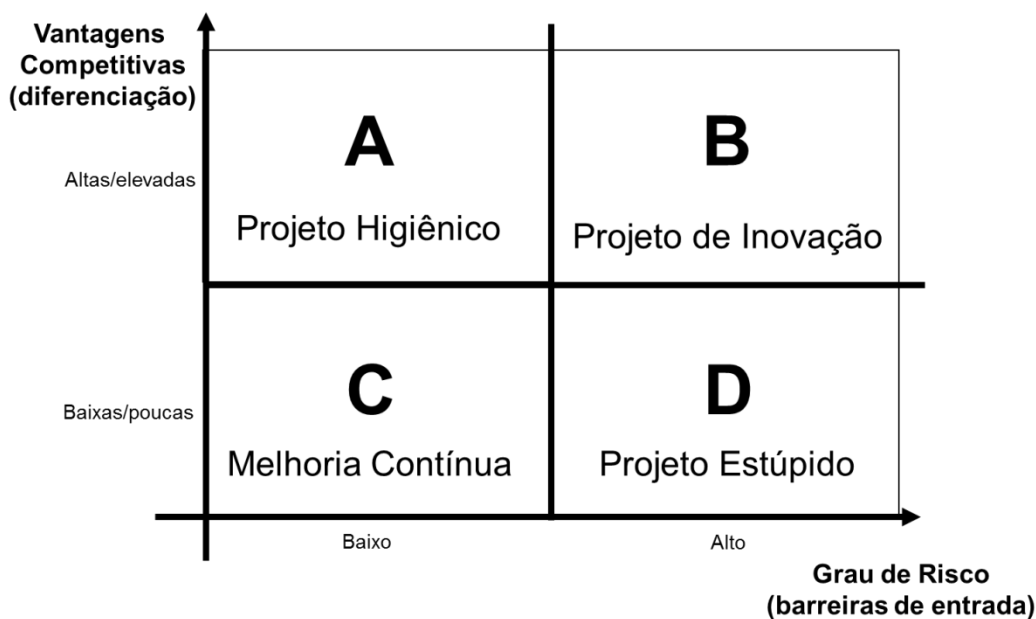 Vantagens
Competitivas
(diferenciação)
A
B
Altas/elevadas
Projeto Higiênico
Projeto de Inovação
C
D
Baixas/poucas
Melhoria Contínua
Projeto Estúpido
Baixo
Alto
Grau de Risco
(barreiras de entrada)